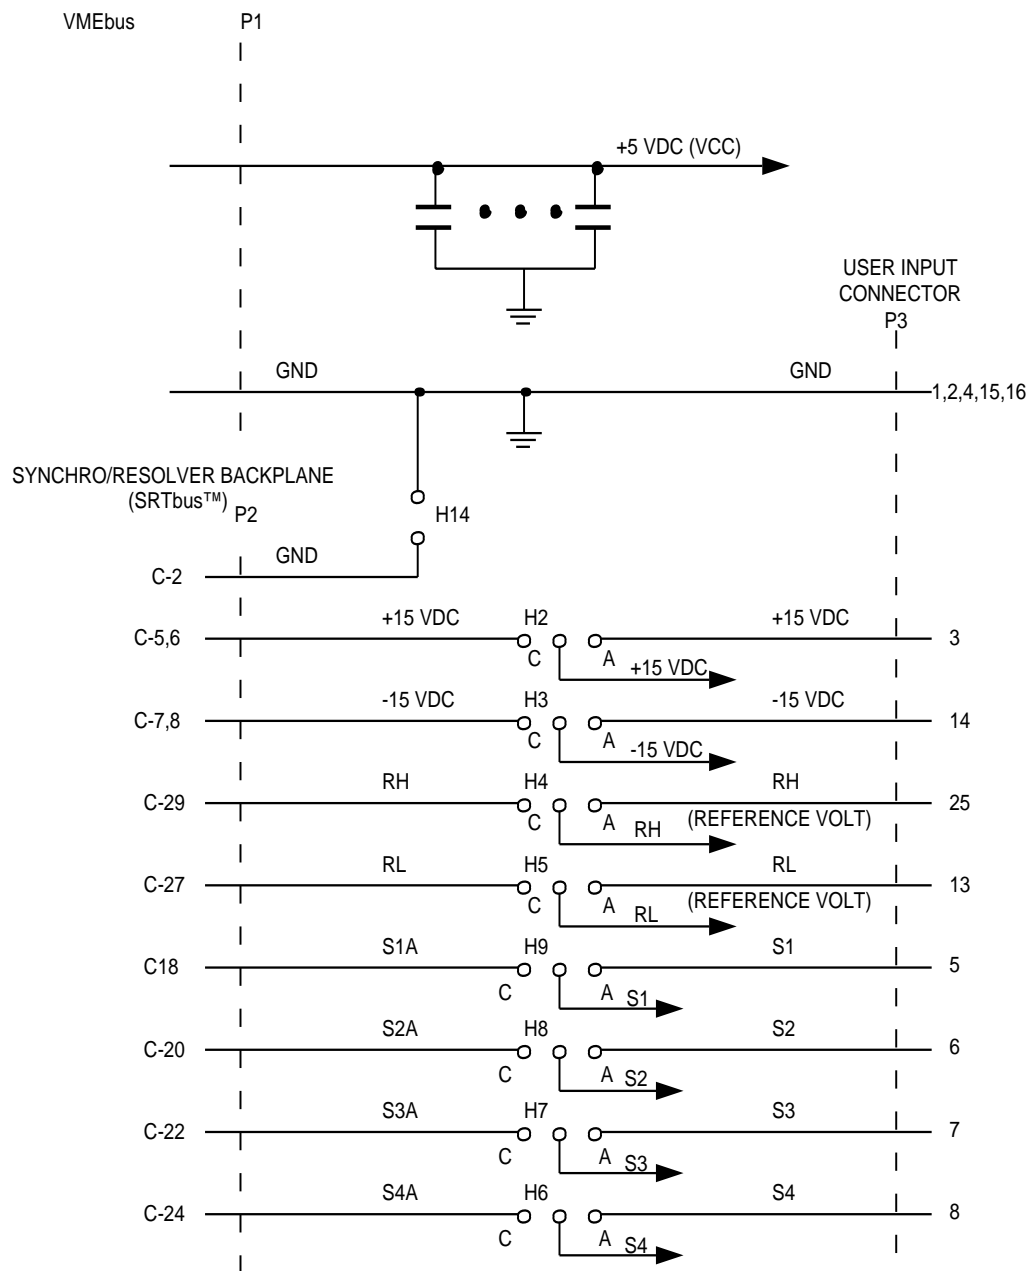 VMEbus P1
+5 VDC (VCC)
USER INPUT
CONNECTOR
P3
GND GND
1,2,4,15,16
SYNCHRO/RESOLVER BACKPLANE
(SRTbus™) P2 H14
GND
C-2
C-5,6 +15 VDC H2 +15 VDC 3
C A +15 VDC
C-7,8 -15 VDC H3 -15 VDC 14
C A -15 VDC
C-29 RH H4 RH 25
C A RH (REFERENCE VOLT)
C-27 RL H5 RL 13
C A RL (REFERENCE VOLT)
C18 S1A H9 S1 5
C A S1
C-20 S2A H8 S2 6
C A S2
C-22 S3A H7 S3 7
C A S3
C-24 S4A H6 S4 8
C A S4